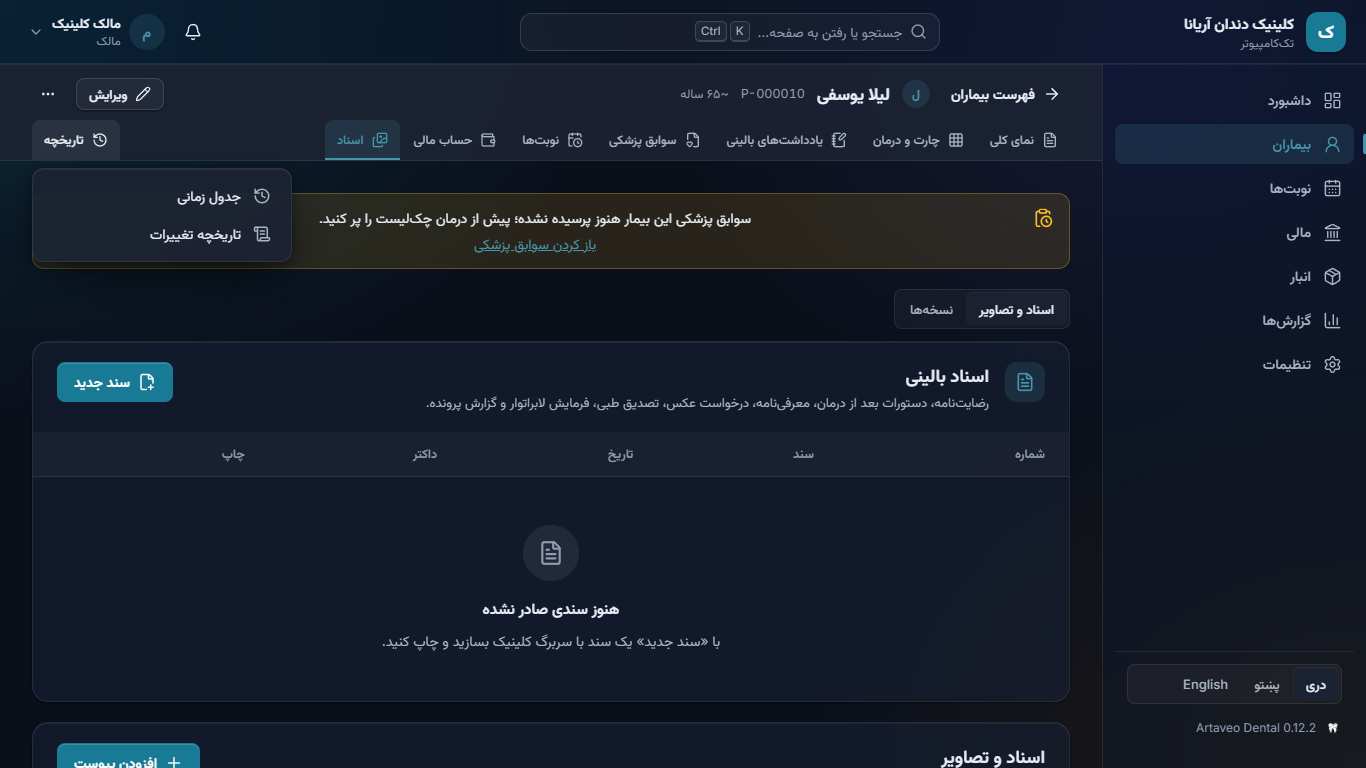 کلینیک دندان آریانا
تک‌کامپیوتر
ک
جستجو یا رفتن به صفحه...
Ctrl K
مالک کلینیک
مالک
م
داشبورد
بیماران
نوبت‌ها
مالی
انبار
گزارش‌ها
تنظیمات
دری پښتو English
Artaveo Dental 0.12.2
فهرست بیماران
ل
لیلا یوسفی P-000010 ~۶۵ ساله
ویرایش
نمای کلی
چارت و درمان
یادداشت‌های بالینی
سوابق پزشکی
نوبت‌ها
حساب مالی
اسناد
تاریخچه
جدول زمانی
تاریخچه تغییرات
سوابق پزشکی این بیمار هنوز پرسیده نشده؛ پیش از درمان چک‌لیست را پر کنید.
باز کردن سوابق پزشکی
اسناد و تصاویر نسخه‌ها
اسناد بالینی
رضایت‌نامه، دستورات بعد از درمان، معرفی‌نامه، درخواست عکس، تصدیق طبی، فرمایش لابراتوار و گزارش پرونده.
سند جدید
شماره سند تاریخ داکتر چاپ
هنوز سندی صادر نشده
با «سند جدید» یک سند با سربرگ کلینیک بسازید و چاپ کنید.
اسناد و تصاویر
افزودن پیوست